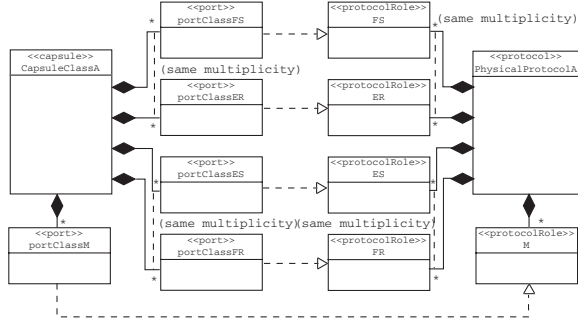 <<port>>
portClassFS
<<protocolRole>>
FS
*
*
(same multiplicity)
<<capsule>>
CapsuleClassA
<<protocol>>
PhysicalProtocolA
(same multiplicity)
<<port>>
portClassER
<<protocolRole>>
ER
*
*
<<port>>
portClassES
<<protocolRole>>
ES
*
*
(same multiplicity)(same multiplicity)
*
<<port>>
portClassM
<<port>>
portClassFR
<<protocolRole>>
FR
*
<<protocolRole>>
M
*
*